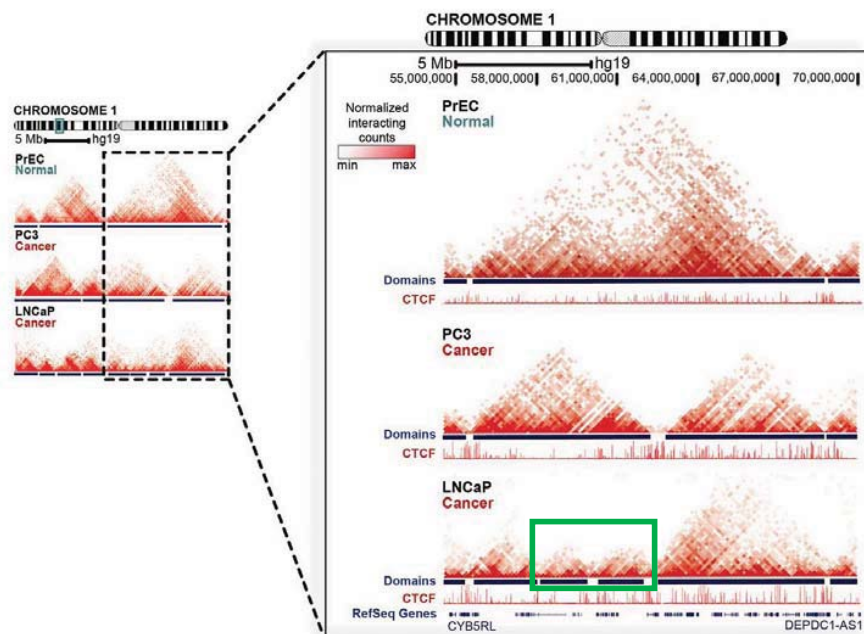 CHROMOSOME 1
5 Mb hg19
PrEC
Normal
PC3
Cancer
LNCaP
Cancer
CHROMOSOME 1
5 Mb hg19
55,000,000 58,000,000 61,000,000 64,000,000 67,000,000 70,000,000
Normalized
interacting
counts
min max
PrEC
Normal
Domains
CTCF
PC3
Cancer
Domains
CTCF
LNCaP
Cancer
Domains
CTCF
RefSeq Genes
CYB5RL DEPDC1-AS1